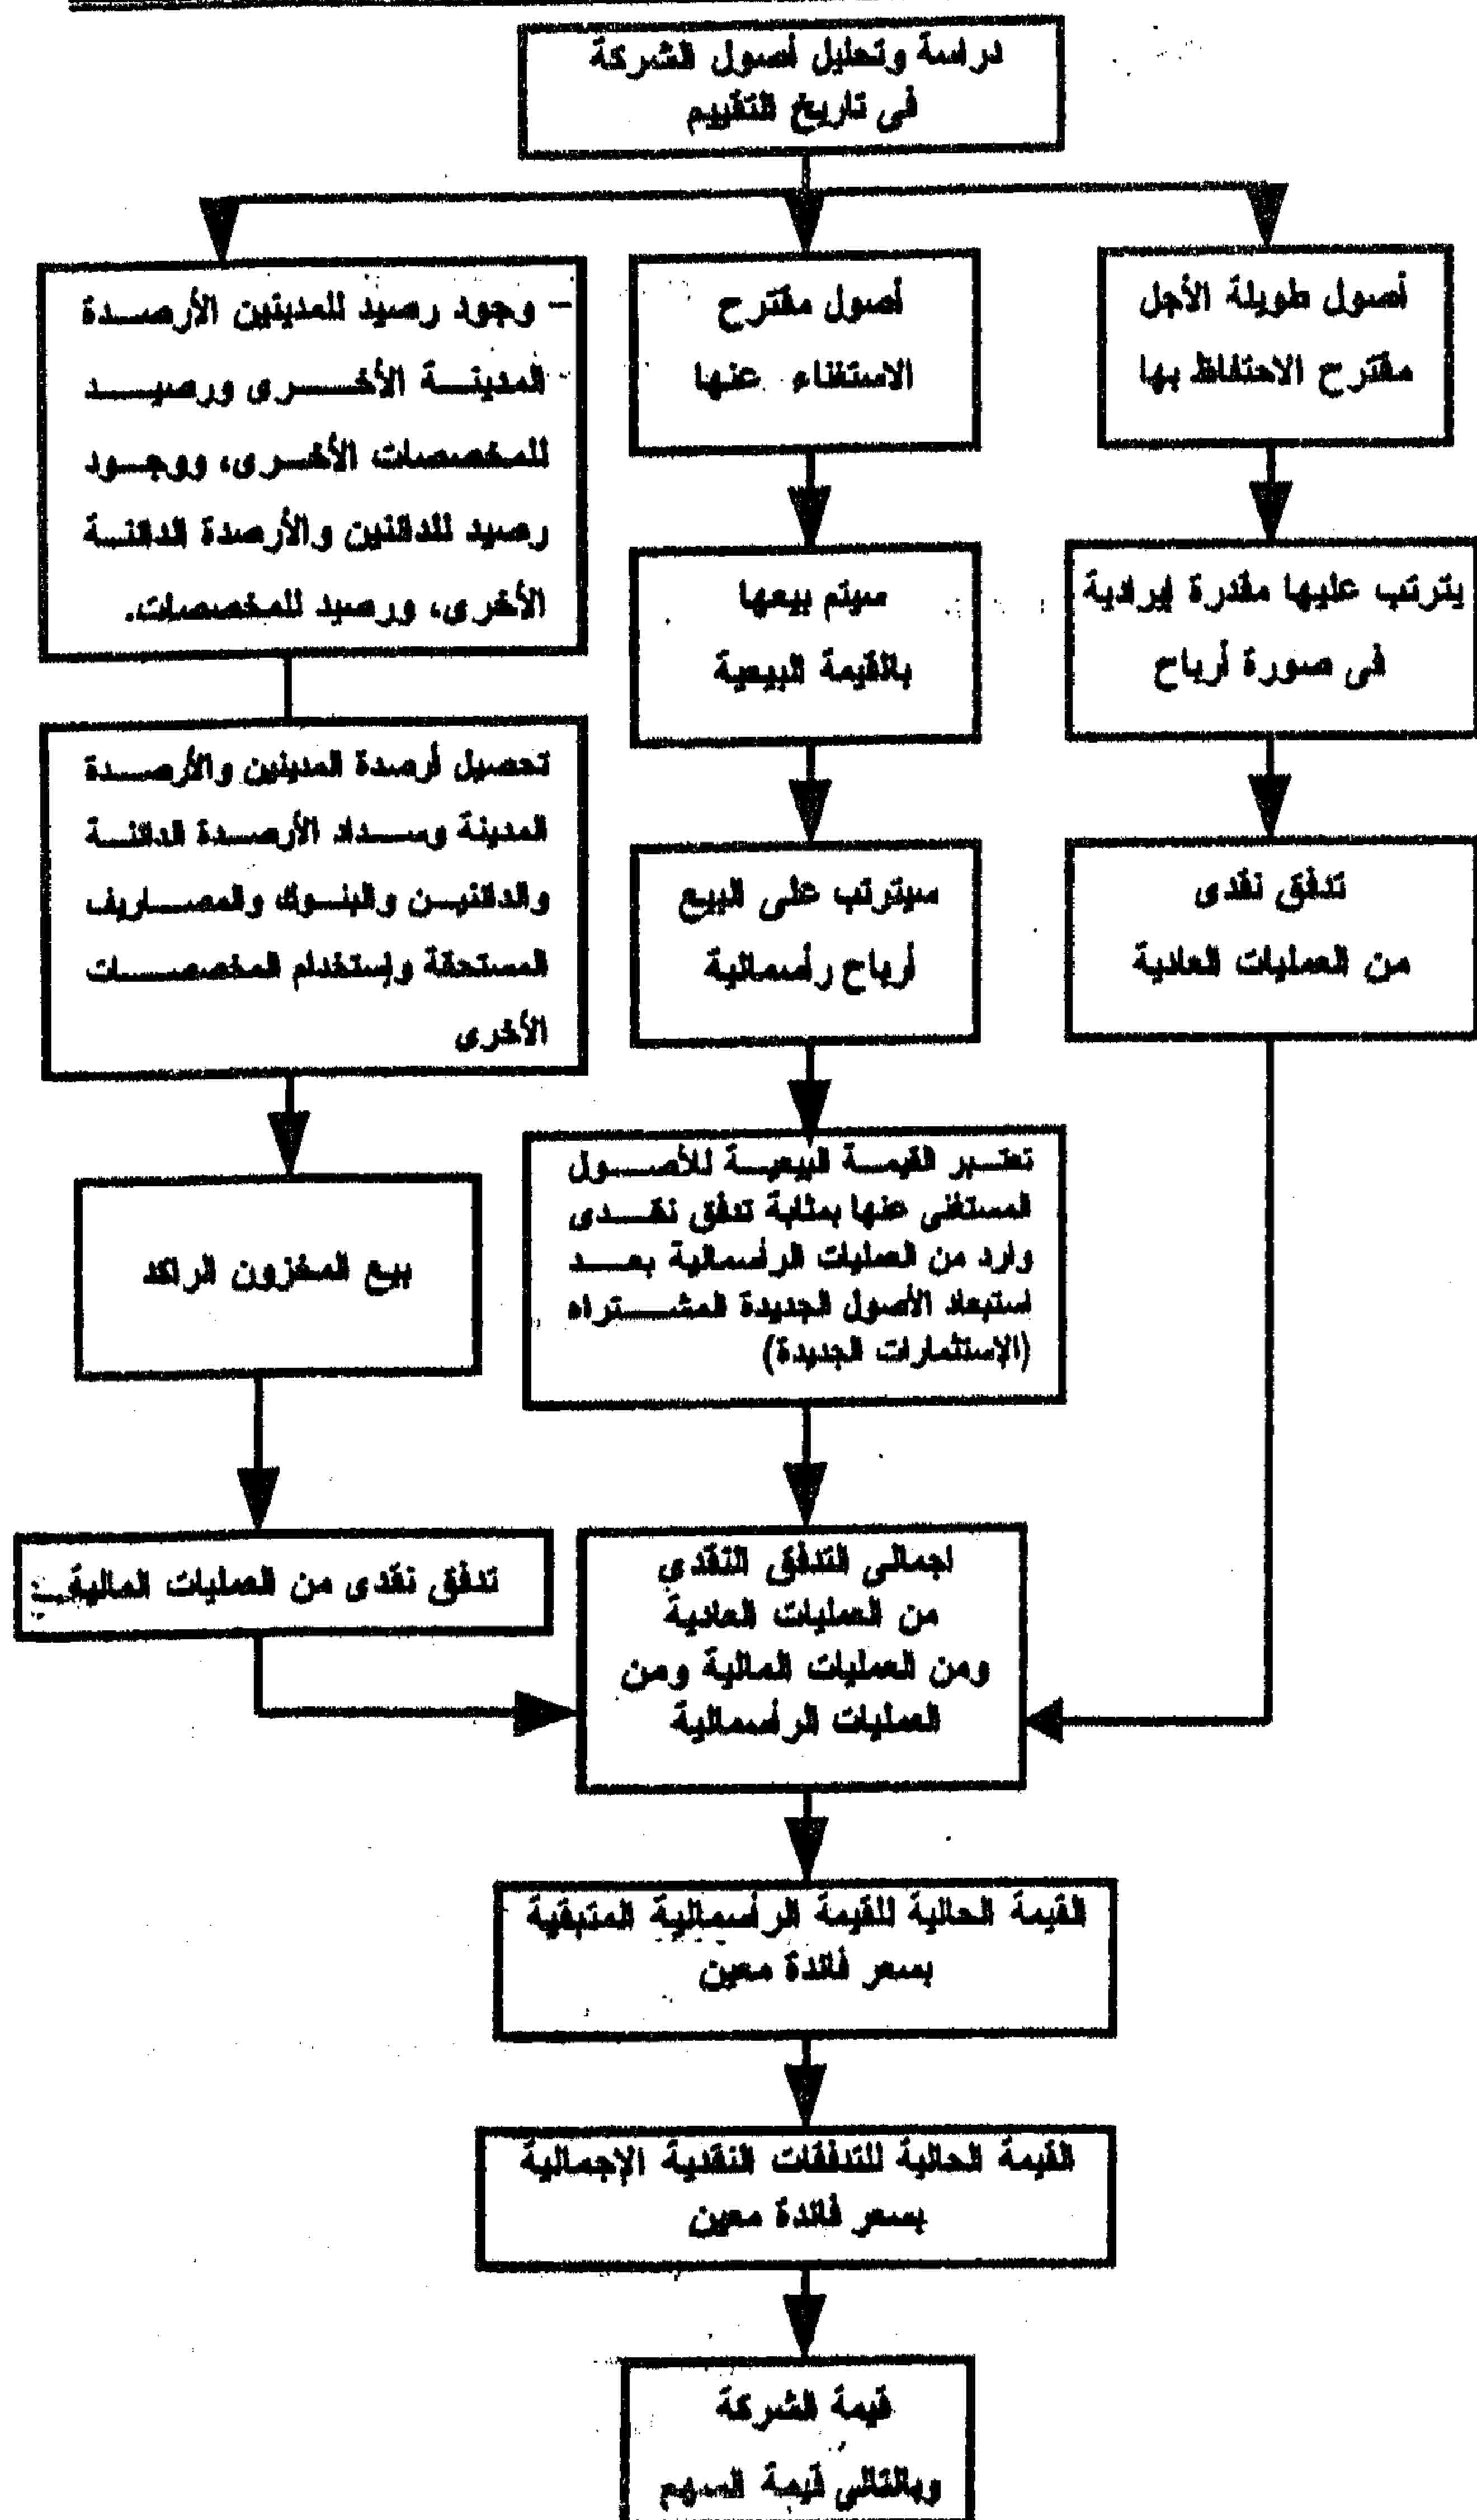 دراسة وتحليل أصول الشركة
فى تاريخ التقييم
أصول طويلة الأجل
مقترح الاحتفاظ بها
يترتب عليها مقدرة إيرادية
فى صورة أرباح
تدفق نقدى
من العمليات العادية
أصول مقترح
الاستغناء عنها
سيتم بيعها
بالقيمة البيعية
سيترتب على البيع
أرباح رأسمالية
تعتبر القيمة البيعية للأصول
المستغنى عنها بمثابة تدفق نقدى
وارد من العمليات الرأسمالية بعد
استبعاد الأصول الجديدة المشتراه
(الاستثمارات الجديدة)
– وجود رصيد للمدينين الأرصدة
المدينة الأخرى ورصيد
للمخصصات الأخرى، ووجود
رصيد للدائنين والأرصدة الدائنة
الأخرى، ورصيد للمخصصات.
تحصيل أرصدة المدينين والأرصدة
المدينة وسداد الأرصدة الدائنة
والدائنين والبنوك والمصاريف
المستحقة وإستخدام المخصصات
الأخرى
بيع المخزون الراكد
تدفق نقدى من العمليات المالية
اجمالى التدفق النقدي
من العمليات العادية
ومن العمليات المالية ومن
العمليات الرأسمالية
القيمة الحالية للقيمة الرأسمالية المتبقية
بسعر فائدة معين
القيمة الحالية للتدفقات النقدية الإجمالية
بسعر فائدة معين
قيمة الشركة
وبالتالى قيمة السهم